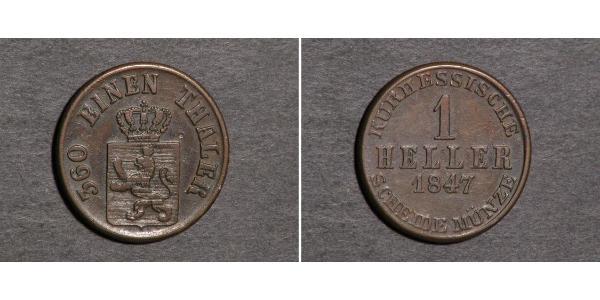 360 EINEN THALER
KURHESSISCHE
1
HELLER
1847
SCHEIDE MÜNZE